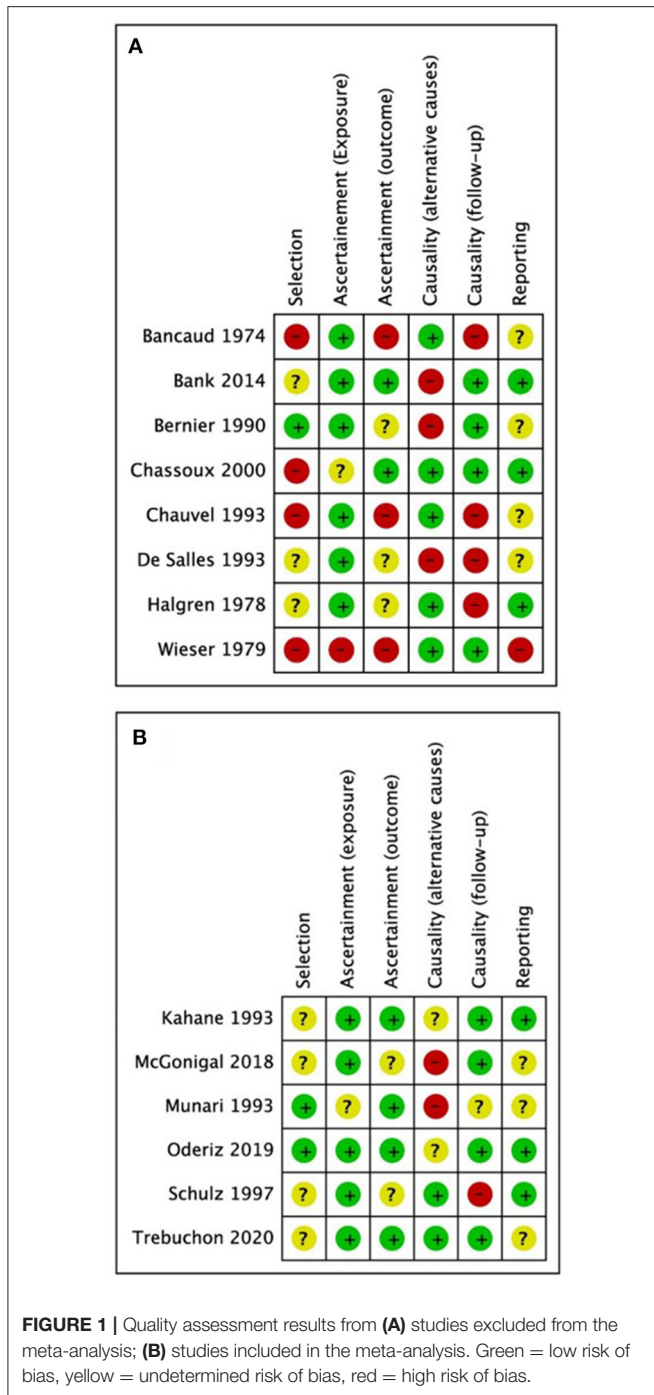 A
Selection
Ascertainement (Exposure)
Ascertainment (outcome)
Causality (alternative causes)
Causality (follow-up)
Reporting
Bancaud 1974 - + - + - ?
Bank 2014 ? + + - + +
Bernier 1990 + + ? - + ?
Chassoux 2000 - ? + + + +
Chauvel 1993 - + - + - ?
De Salles 1993 ? + ? - - ?
Halgren 1978 ? + ? + - +
Wieser 1979 - - - + + -
B
Selection
Ascertainment (exposure)
Ascertainment (outcome)
Causality (alternative causes)
Causality (follow-up)
Reporting
Kahane 1993 ? + + ? + +
McGonigal 2018 ? + ? - + ?
Munari 1993 + ? + - ? ?
Oderiz 2019 + + + ? + +
Schulz 1997 ? + ? + - +
Trebuchon 2020 ? + + + + ?
FIGURE 1 | Quality assessment results from (A) studies excluded from the
meta-analysis; (B) studies included in the meta-analysis. Green = low risk of
bias, yellow = undetermined risk of bias, red = high risk of bias.